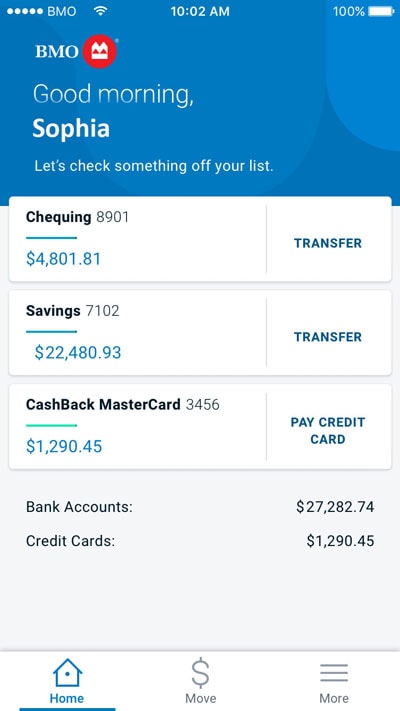 BMO 10:02 AM 100%
BMO
Good morning,
Sophia
Let's check something off your list.
Chequing 8901
$4,801.81
TRANSFER
Savings 7102
$22,480.93
TRANSFER
CashBack MasterCard 3456
$1,290.45
PAY CREDIT
CARD
Bank Accounts: $27,282.74
Credit Cards: $1,290.45
Home Move More